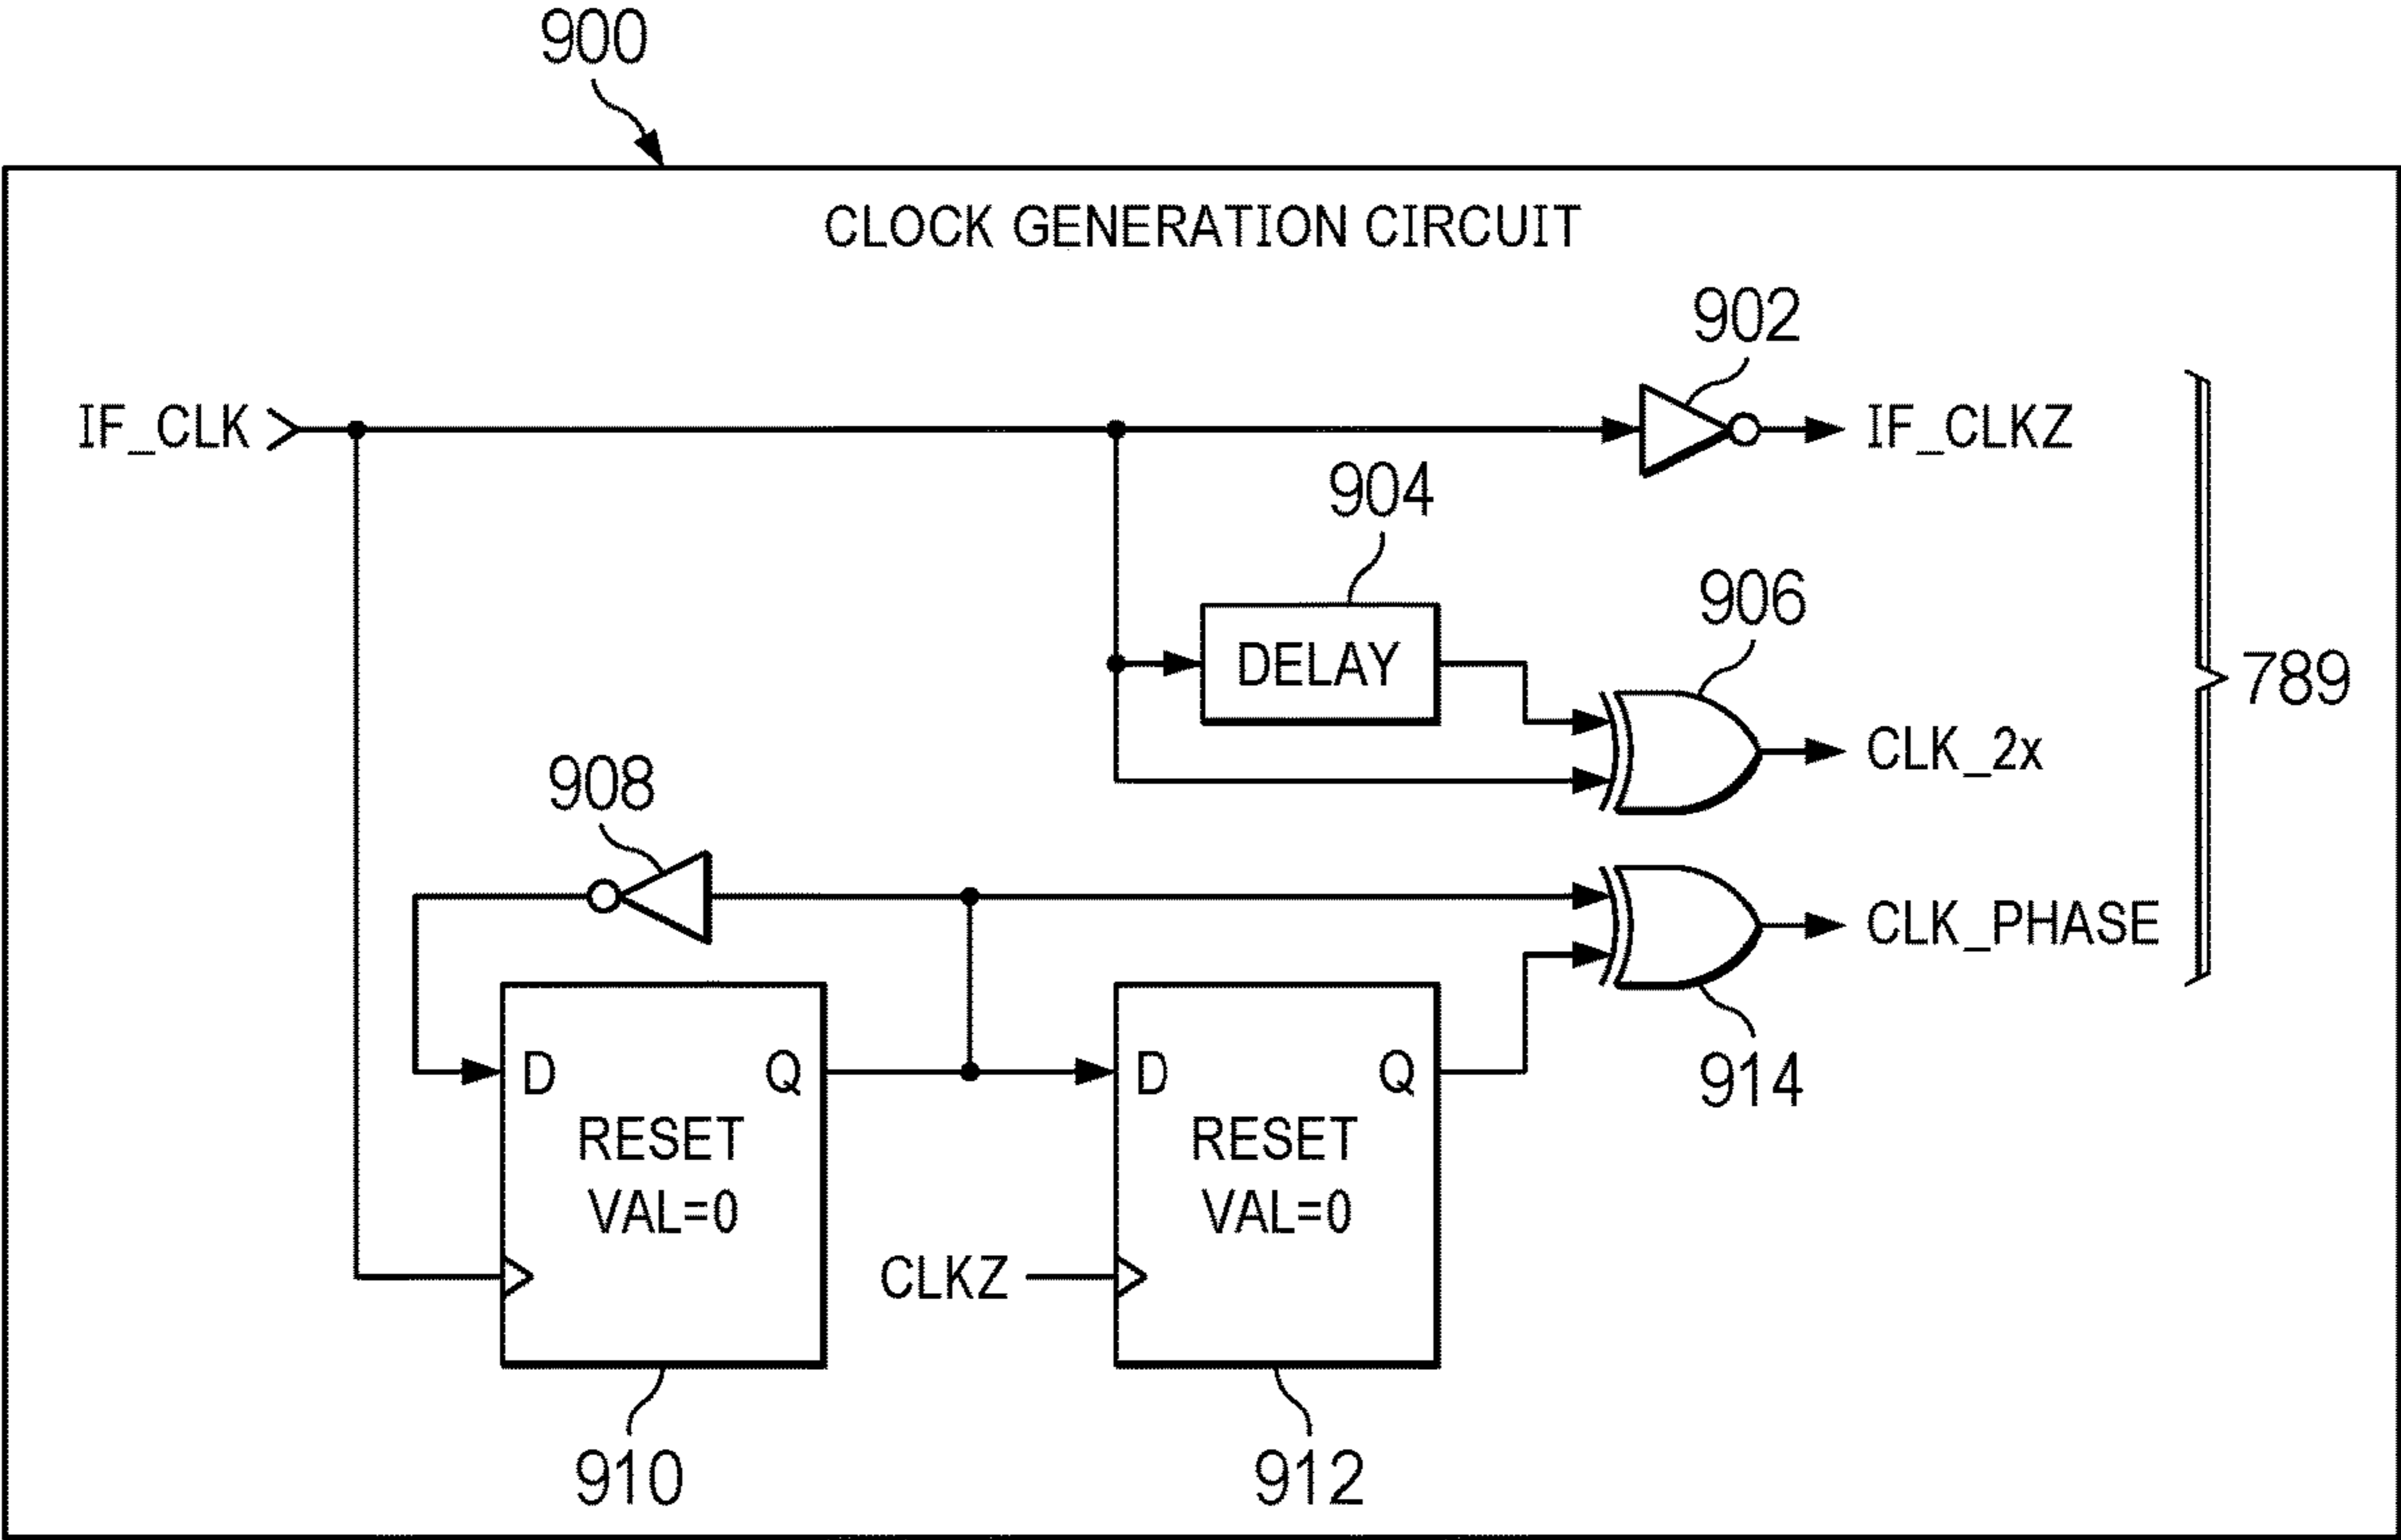 900
CLOCK GENERATION CIRCUIT
902
IF_CLK
IF_CLKZ
904
DELAY
906
CLK_2x
789
908
CLK_PHASE
914
D Q
RESET
VAL=0
D Q
RESET
VAL=0
CLKZ
910
912